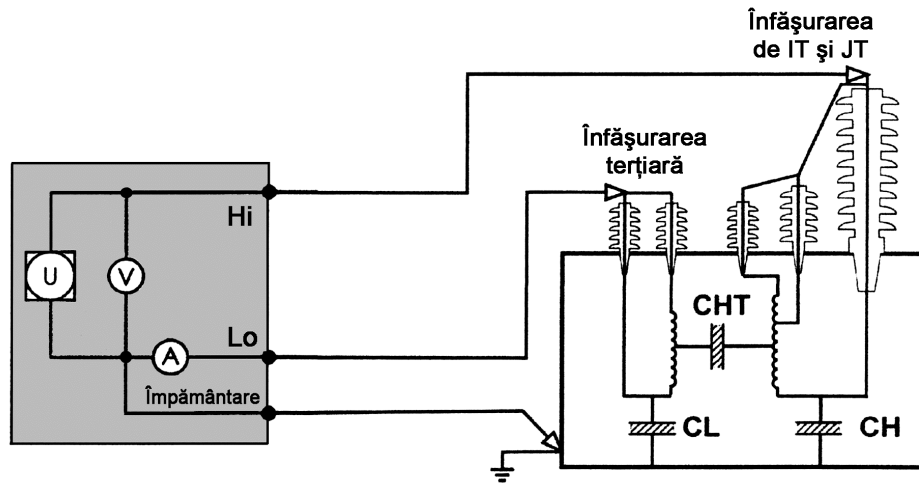 Înfăşurarea
de IT şi JT
Înfăşurarea
terţiară
Hi
U
V
Lo
A
Împământare
CHT
CL
CH